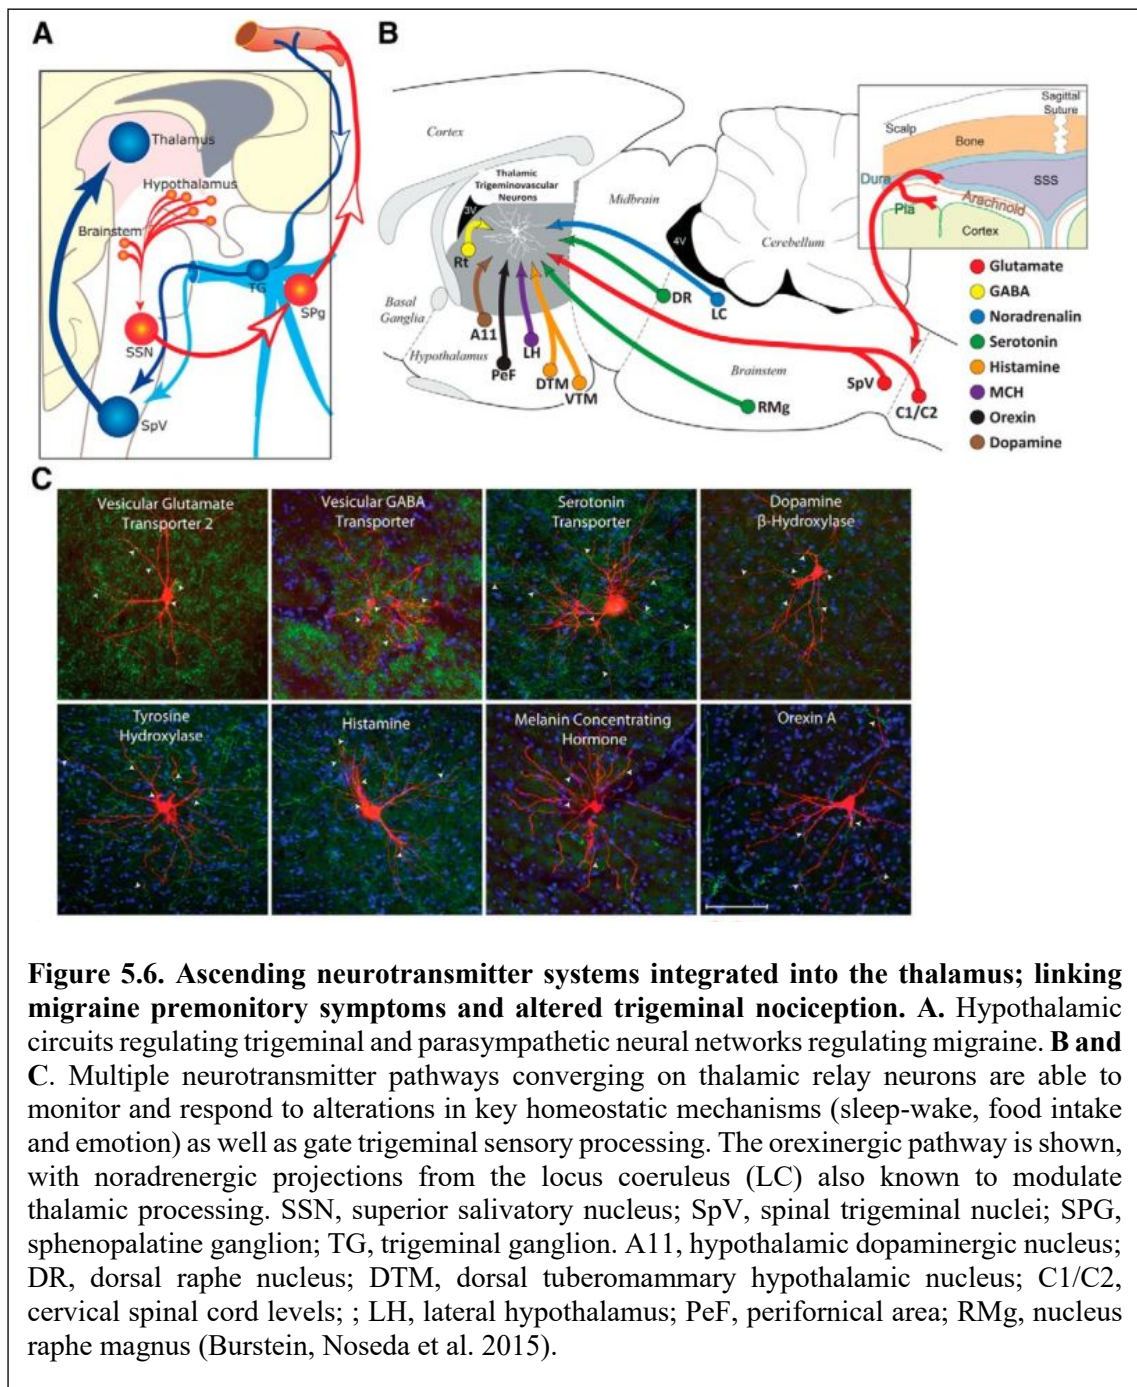 A
Thalamus
Hypothalamus
Brainstem
TG
SPg
SSN
SpV
B
Cortex
Thalamic
Trigeminovascular
Neurons
3V
Rt
Midbrain
4V
Cerebellum
Basal
Ganglia
A11
Hypothalamus
PeF
LH
DTM
VTM
DR
LC
Brainstem
RMg
SpV
C1/C2
Sagittal
Suture
Scalp
Bone
Dura
SSS
Arachnoid
Pia
Cortex
Glutamate
GABA
Noradrenalin
Serotonin
Histamine
MCH
Orexin
Dopamine
C
Vesicular Glutamate
Transporter 2
Vesicular GABA
Transporter
Serotonin
Transporter
Dopamine
β-Hydroxylase
Tyrosine
Hydroxylase
Histamine
Melanin Concentrating
Hormone
Orexin A
Figure 5.6. Ascending neurotransmitter systems integrated into the thalamus; linking
migraine premonitory symptoms and altered trigeminal nociception. A. Hypothalamic
circuits regulating trigeminal and parasympathetic neural networks regulating migraine. B and
C. Multiple neurotransmitter pathways converging on thalamic relay neurons are able to
monitor and respond to alterations in key homeostatic mechanisms (sleep-wake, food intake
and emotion) as well as gate trigeminal sensory processing. The orexinergic pathway is shown,
with noradrenergic projections from the locus coeruleus (LC) also known to modulate
thalamic processing. SSN, superior salivatory nucleus; SpV, spinal trigeminal nuclei; SPG,
sphenopalatine ganglion; TG, trigeminal ganglion. A11, hypothalamic dopaminergic nucleus;
DR, dorsal raphe nucleus; DTM, dorsal tuberomammary hypothalamic nucleus; C1/C2,
cervical spinal cord levels; ; LH, lateral hypothalamus; PeF, perifornical area; RMg, nucleus
raphe magnus (Burstein, Noseda et al. 2015).